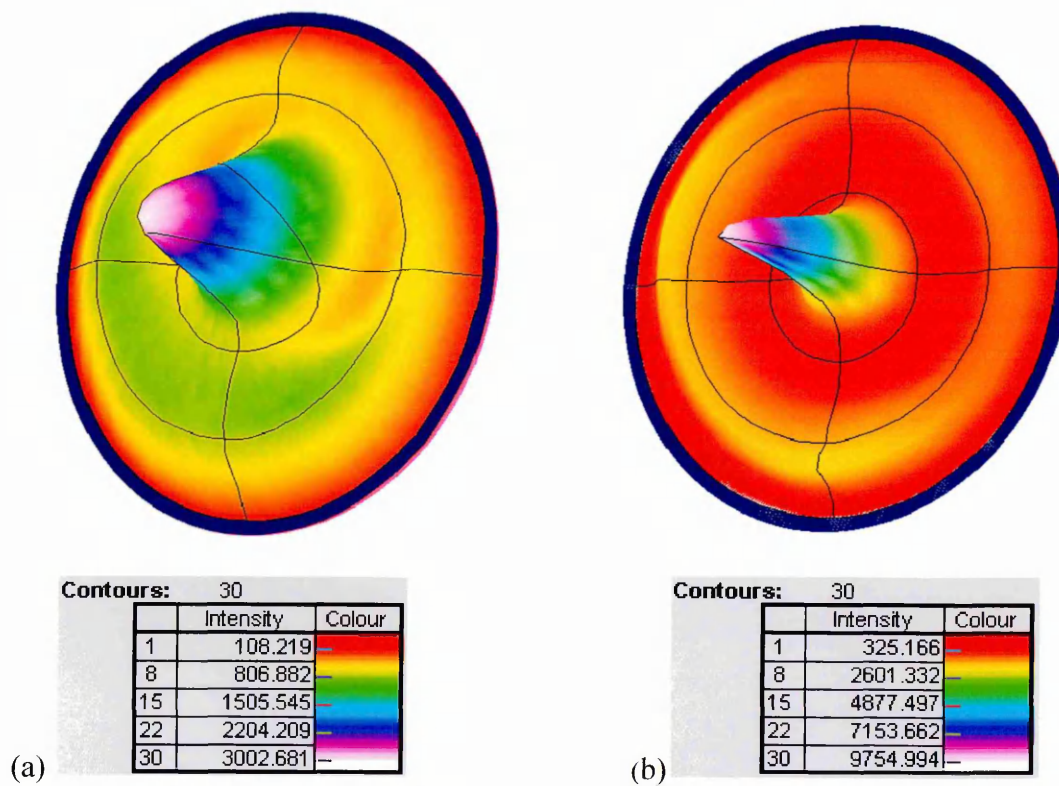 Contours: 30
Intensity Colour
1 108.219
8 806.882
15 1505.545
22 2204.209
30 3002.681
(a)
Contours: 30
Intensity Colour
1 325.166
8 2601.332
15 4877.497
22 7153.662
30 9754.994
(b)